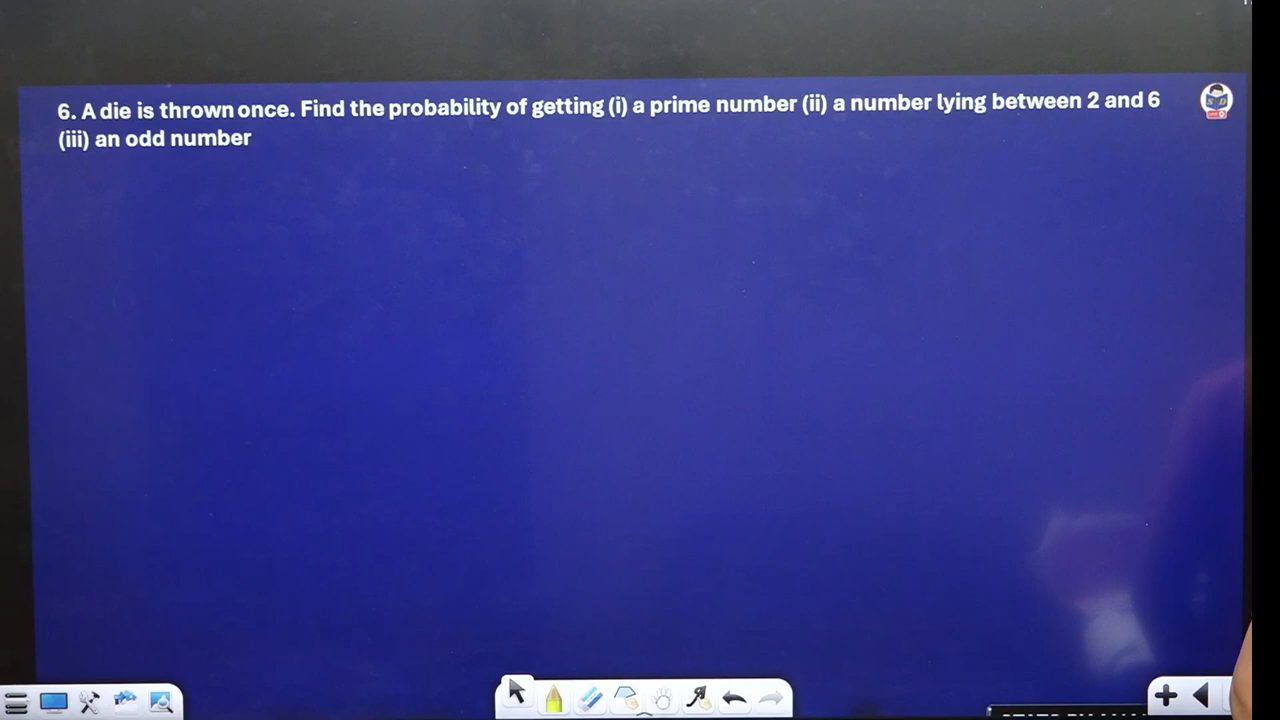 6. A die is thrown once. Find the probability of getting (i) a prime number (ii) a number lying between 2 and 6
(iii) an odd number